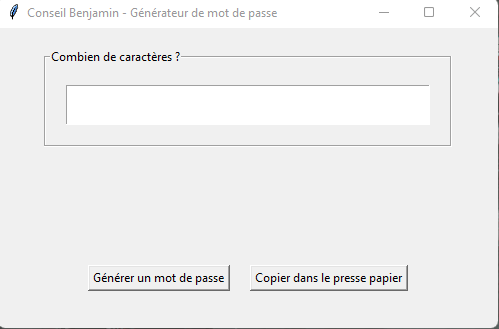 Conseil Benjamin - Générateur de mot de passe
Combien de caractères ?
Générer un mot de passe
Copier dans le presse papier